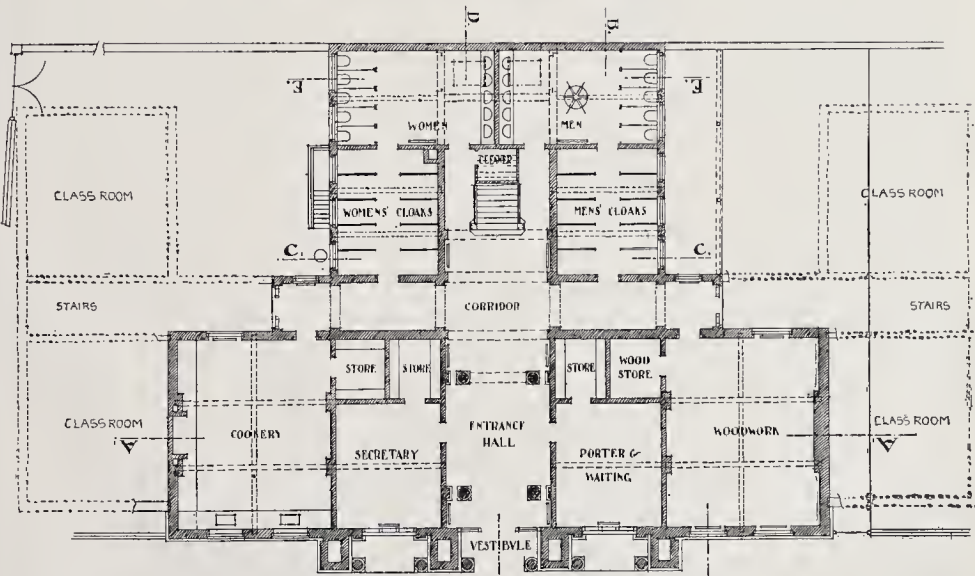 D.
D.
E.
E.
WOMEN
MEN
CLASS ROOM
WOMENS' CLOAKS
MENS' CLOAKS
CLASS ROOM
C.
C.
STAIRS
CORRIDOR
STAIRS
STORE
STORE
STORE
WOOD
STORE
CLASS ROOM
COOKERY
SECRETARY
ENTRANCE
HALL
PORTER &
WAITING
WOODWORK
CLASS ROOM
A
A
VESTIBVLE